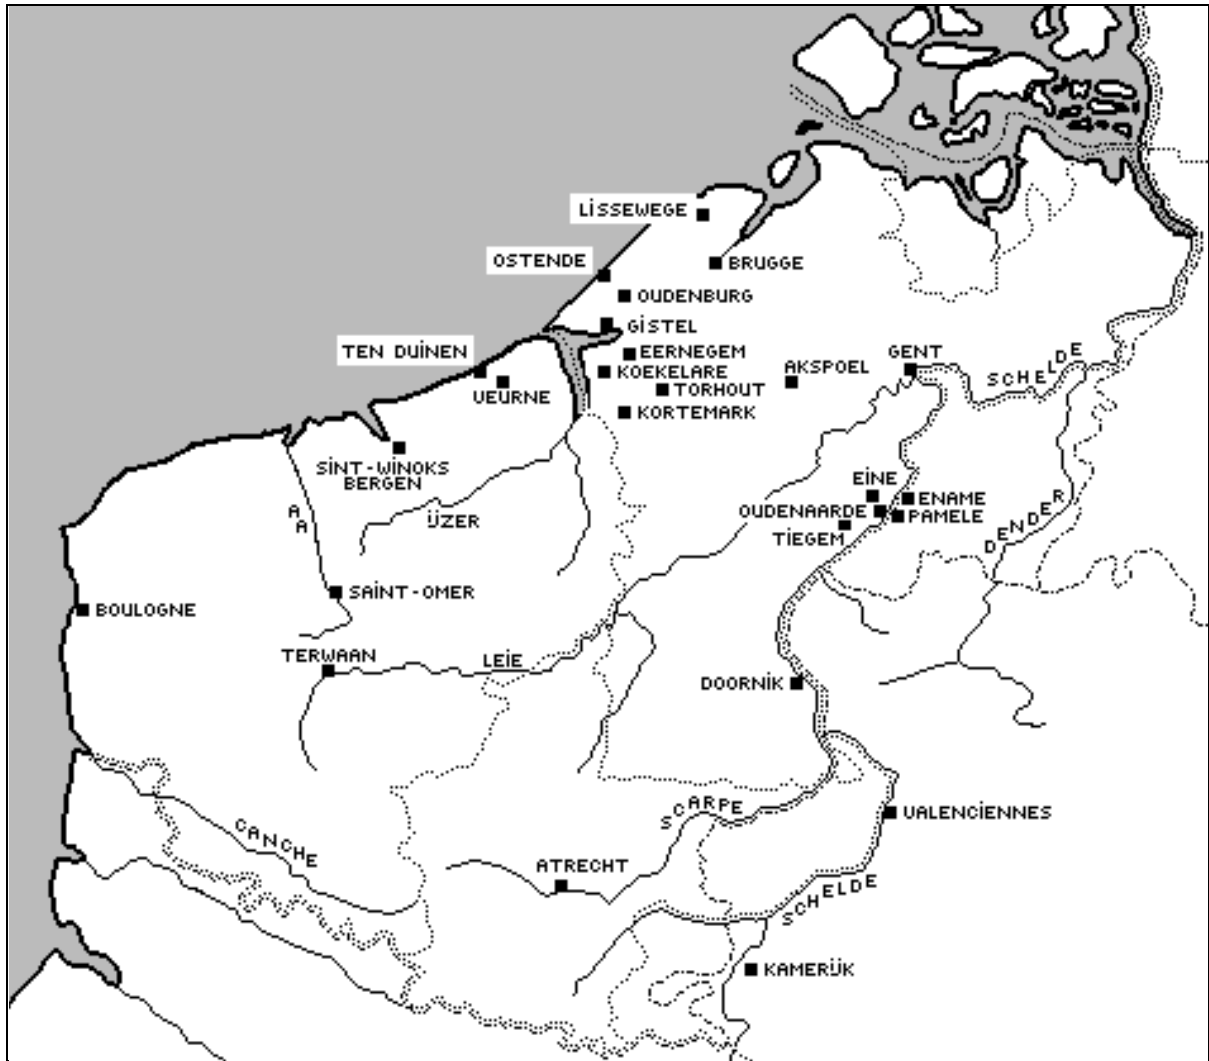 LISSEWEGE
OSTENDE
BRUGGE
OUDENBURG
GISTEL
TEN DUINEN
EERNEGEM
GENT
AKSPOEL
SCHELDE
KOEKELARE
VEURNE
TORHOUT
KORTEMARK
SINT-WINOKS
BERGEN
EINE
ENAME
AA
IJZER
OUDENAARDE
PAMELE
DENDER
TIEGEM
SAINT-OMER
BOULOGNE
TERWAAN
LEIE
DOORNIK
SCARPE
VALENCIENNES
CANCHE
ATRECHT
SCHELDE
KAMERIJK